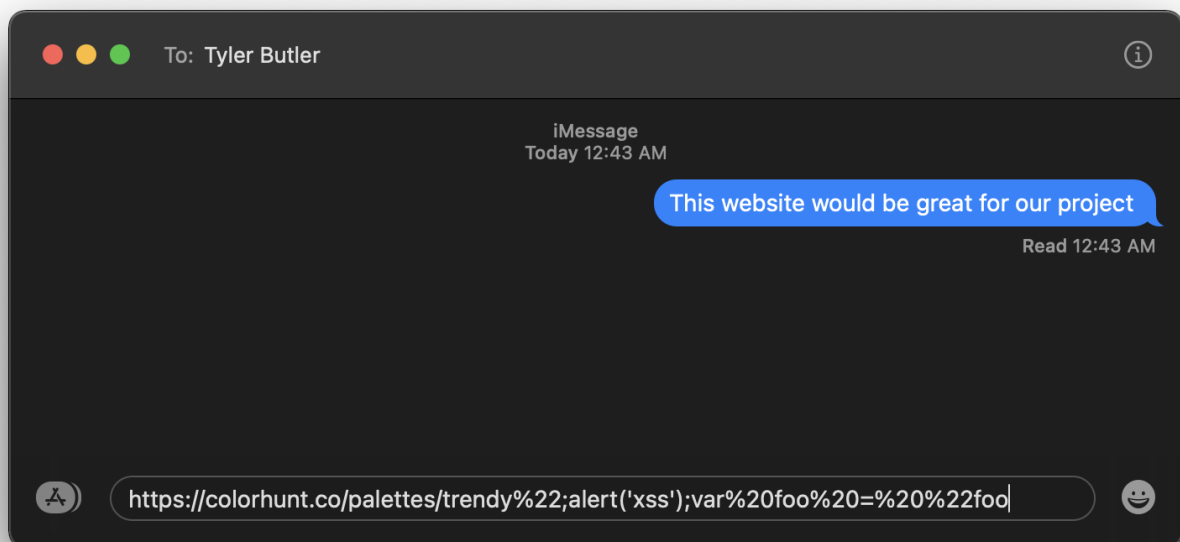 To: Tyler Butler
iMessage
Today 12:43 AM
This website would be great for our project
Read 12:43 AM
https://colorhunt.co/palettes/trendy%22;alert('xss');var%20foo%20=%20%22foo